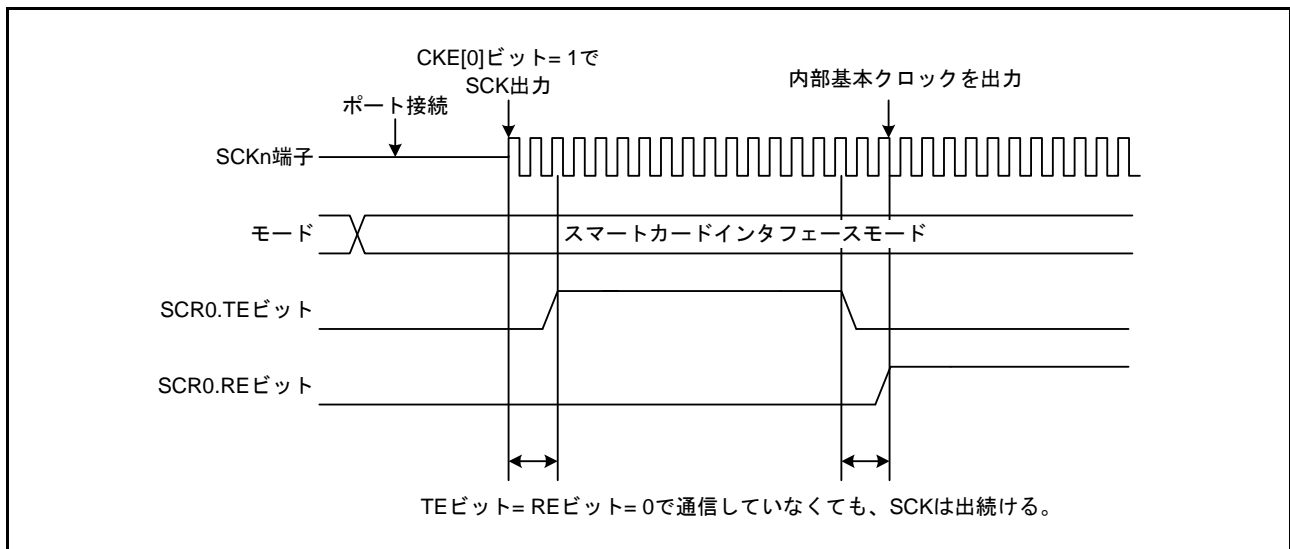 CKE[0]ビット= 1で
SCK出力
内部基本クロックを出力
ポート接続
SCKn端子
モード
スマートカードインタフェースモード
SCR0.TEビット
SCR0.REビット
TEビット= REビット= 0で通信していなくても、SCKは出続ける。